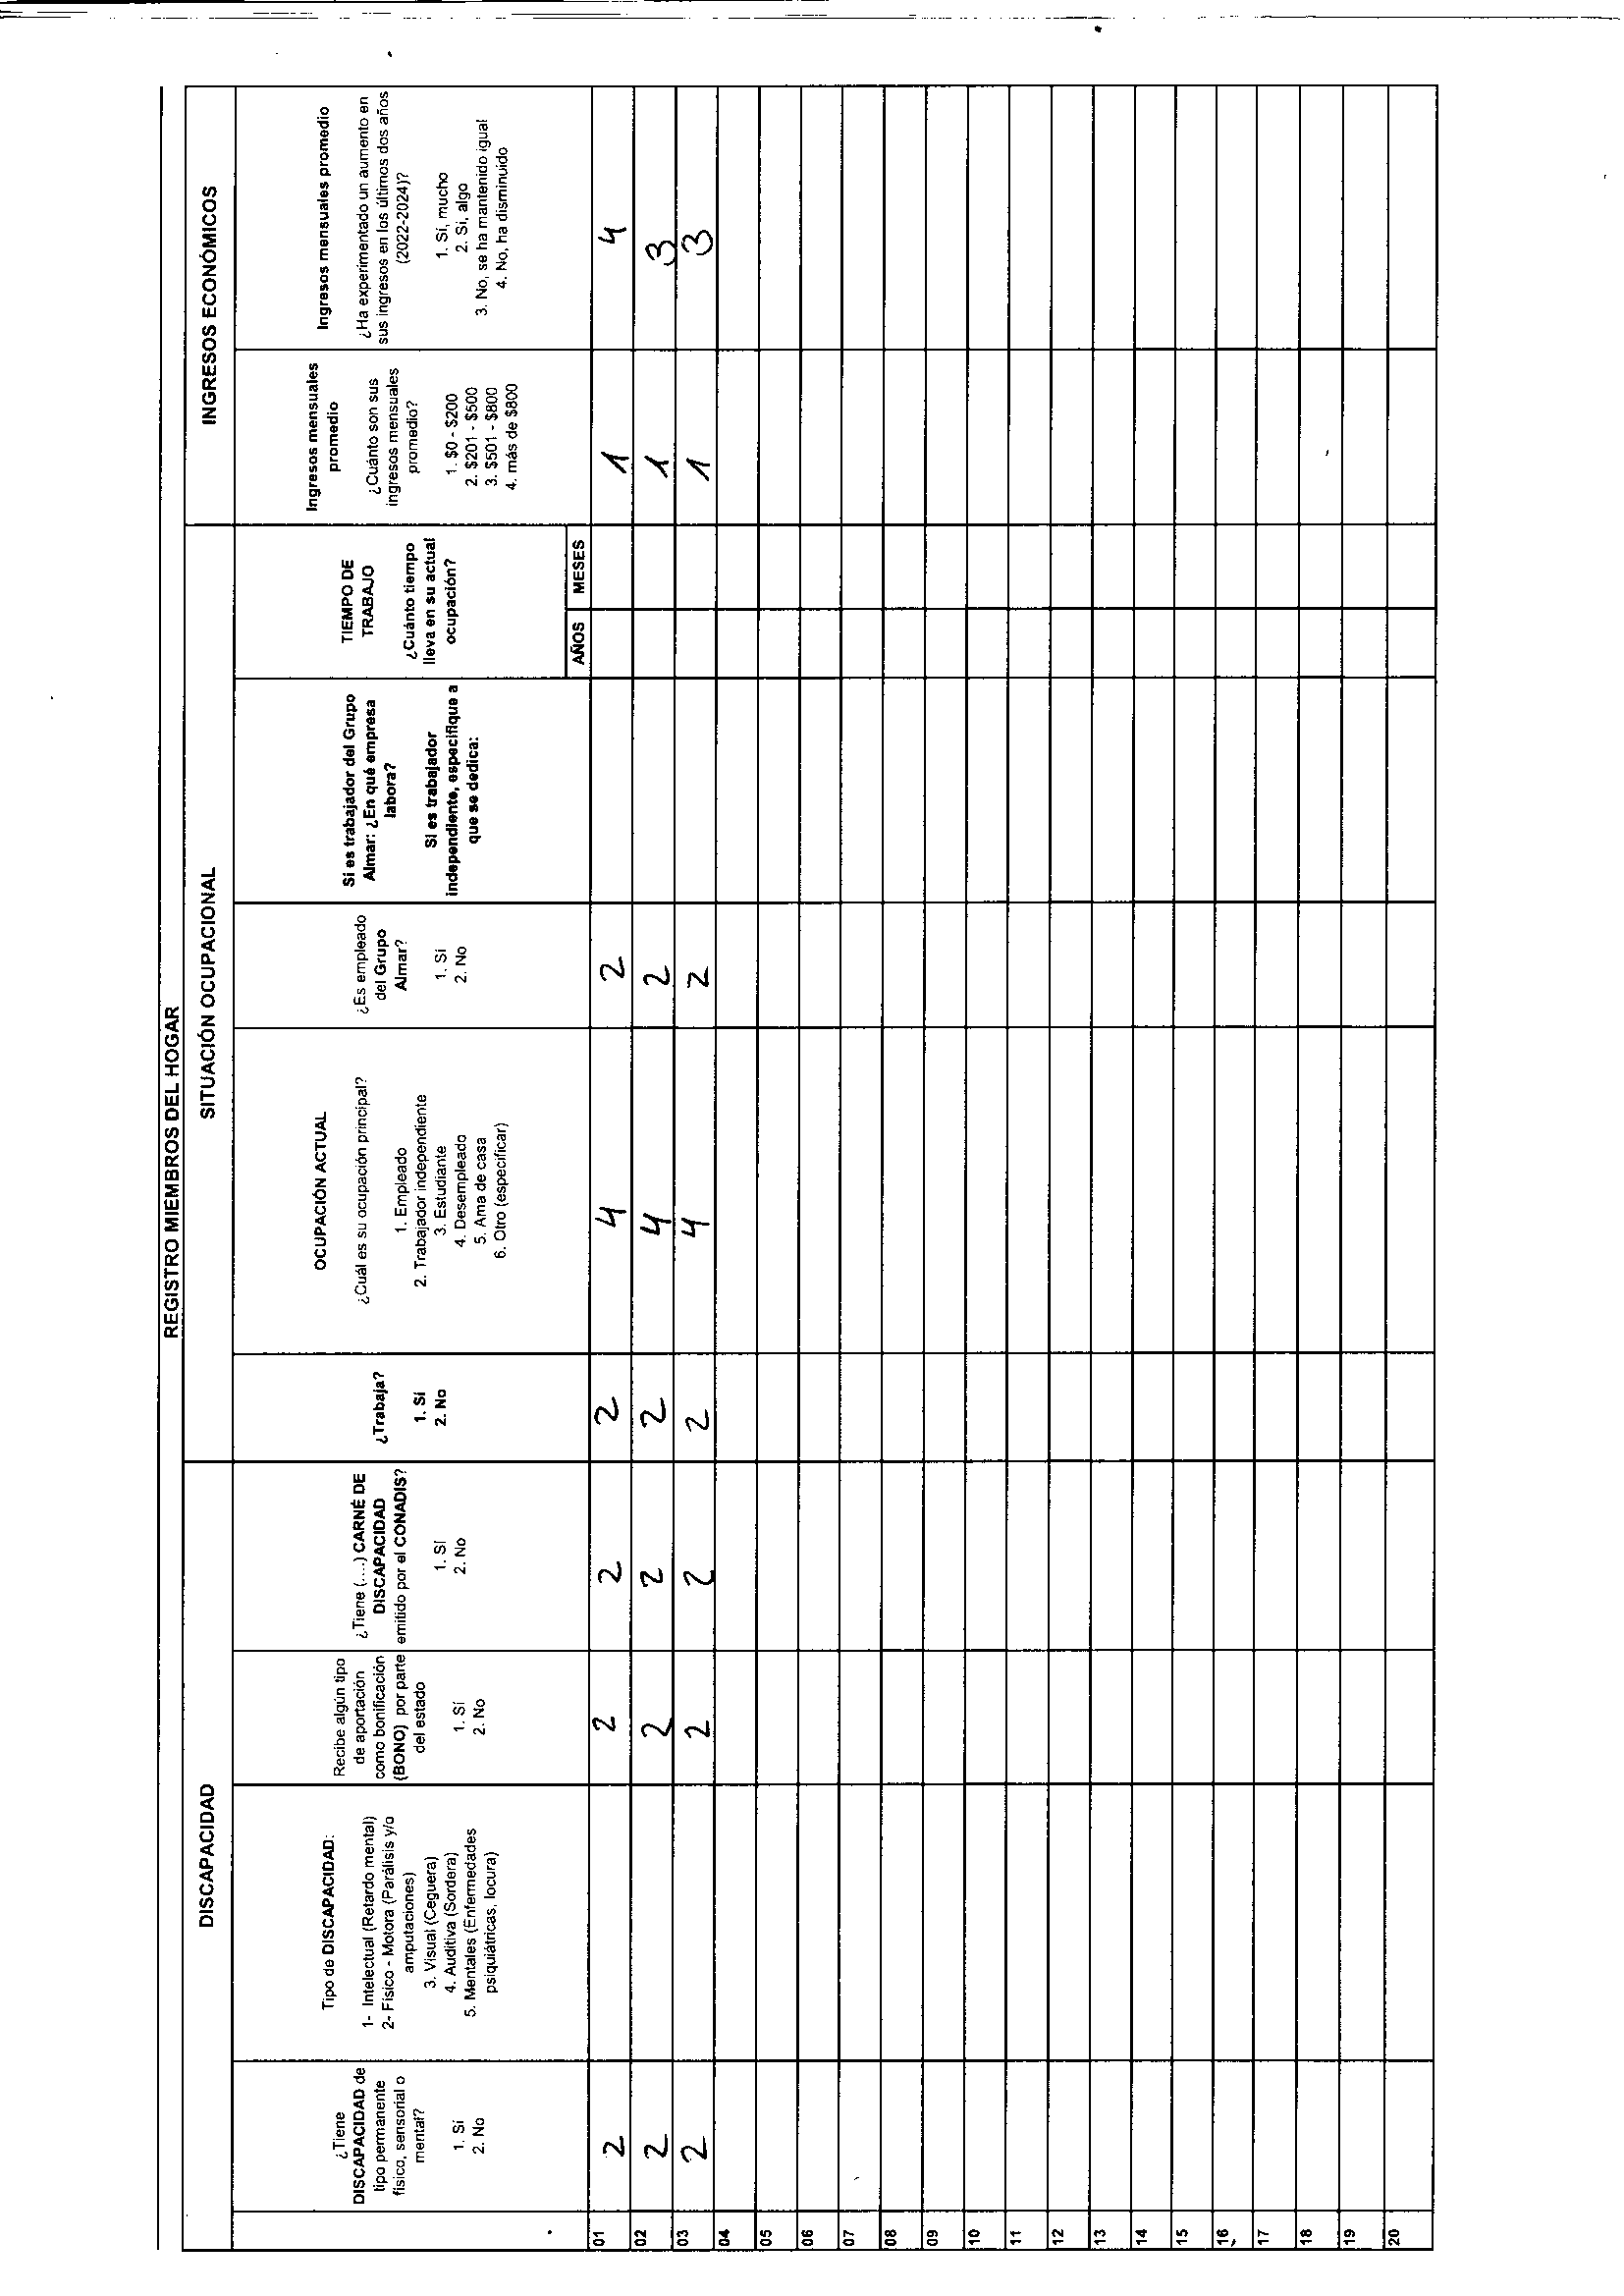 REGISTRO MIEMBROS DEL HOGAR
DISCAPACIDAD
SITUACIÓN OCUPACIONAL
INGRESOS ECONÓMICOS
¿Tiene
DISCAPACIDAD de
tipo permanente
físico, sensorial o
mental?
1. Sí
2. No
Tipo de DISCAPACIDAD:
1- Intelectual (Retardo mental)
2- Físico - Motora (Parálisis y/o
amputaciones)
3. Visual (Ceguera)
4. Auditiva (Sordera)
5. Mentales (Enfermedades
psiquiátricas, locura)
Recibe algún tipo
de aportación
como bonificación
(BONO) por parte
del estado
1. Sí
2. No
¿Tiene (...) CARNÉ DE
DISCAPACIDAD
emitido por el CONADIS?
1. Sí
2. No
¿Trabaja?
1. Sí
2. No
OCUPACIÓN ACTUAL
¿Cuál es su ocupación principal?
1. Empleado
2. Trabajador independiente
3. Estudiante
4. Desempleado
5. Ama de casa
6. Otro (especificar)
¿Es empleado
del Grupo
Almar?
1. Sí
2. No
Si es trabajador del Grupo
Almar: ¿En qué empresa
labora?
Si es trabajador
independiente, especifique a
que se dedica:
TIEMPO DE
TRABAJO
¿Cuánto tiempo
lleva en su actual
ocupación?
AÑOS MESES
Ingresos mensuales
promedio
¿Cuánto son sus
ingresos mensuales
promedio?
1. $0 - $200
2. $201 - $500
3. $501 - $800
4. más de $800
Ingresos mensuales promedio
¿Ha experimentado un aumento en
sus ingresos en los últimos dos años
(2022-2024)?
1. Sí, mucho
2. Sí, algo
3. No, se ha mantenido igual
4. No, ha disminuido
01 2 2 2 2 4 2 1 4
02 2 2 2 2 4 2 1 3
03 2 2 2 2 4 2 1 3
04
05
06
07
08
09
10
11
12
13
14
15
16
17
18
19
20